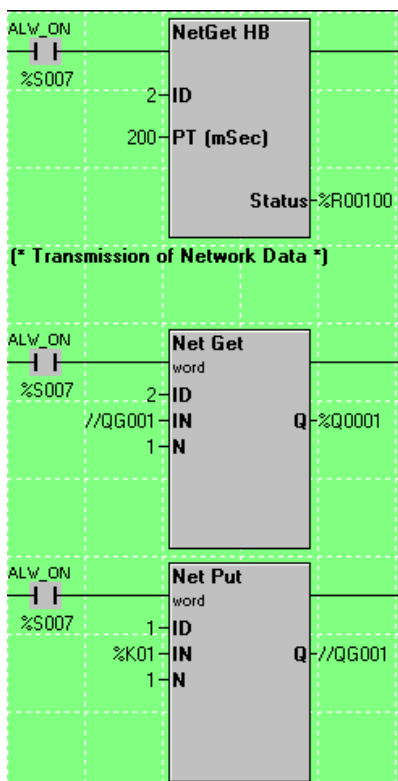 ALW_ON NetGet HB
%S007
2 ID
200 PT (mSec)
Status %R00100
(* Transmission of Network Data *)
ALW_ON Net Get
word
%S007
2 ID
//QG001 IN Q %Q0001
1 N
ALW_ON Net Put
word
%S007
1 ID
%K01 IN Q //QG001
1 N